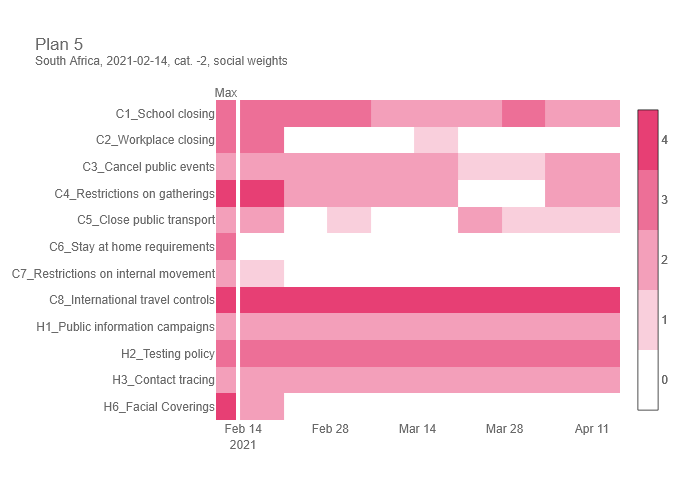 Plan 5
South Africa, 2021-02-14, cat. -2, social weights
Max
C1_School closing
C2_Workplace closing
C3_Cancel public events
C4_Restrictions on gatherings
C5_Close public transport
C6_Stay at home requirements
C7_Restrictions on internal movement
C8_International travel controls
H1_Public information campaigns
H2_Testing policy
H3_Contact tracing
H6_Facial Coverings
Feb 14 Feb 28 Mar 14 Mar 28 Apr 11
2021
4
3
2
1
0